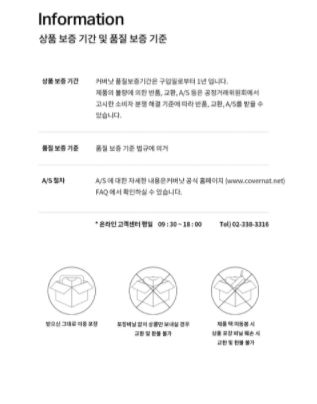 Information
상품 보증 기간 및 품질 보증 기준
상품 보증 기간
커버낫 품질보증기간은 구입일로부터 1년 입니다.
제품의 불량에 의한 반품, 교환, A/S 등은 공정거래위원회에서
고시한 소비자 분쟁 해결 기준에 따라 반품, 교환, A/S를 받을 수
있습니다.
품질 보증 기준
품질 보증 기준 법규에 의거
A/S 절차
A/S 에 대한 자세한 내용은커버낫 공식 홈페이지 (www.covernat.net)
FAQ 에서 확인하실 수 있습니다.
* 온라인 고객센터 평일 09 : 30 ~ 18 : 00 Tel) 02-338-3316
받으신 그대로 이중 포장
포장비닐 없이 상품만 보내실 경우
교환 및 환불 불가
제품 택 미동봉 시
상품 포장 비닐 훼손 시
교환 및 환불 불가